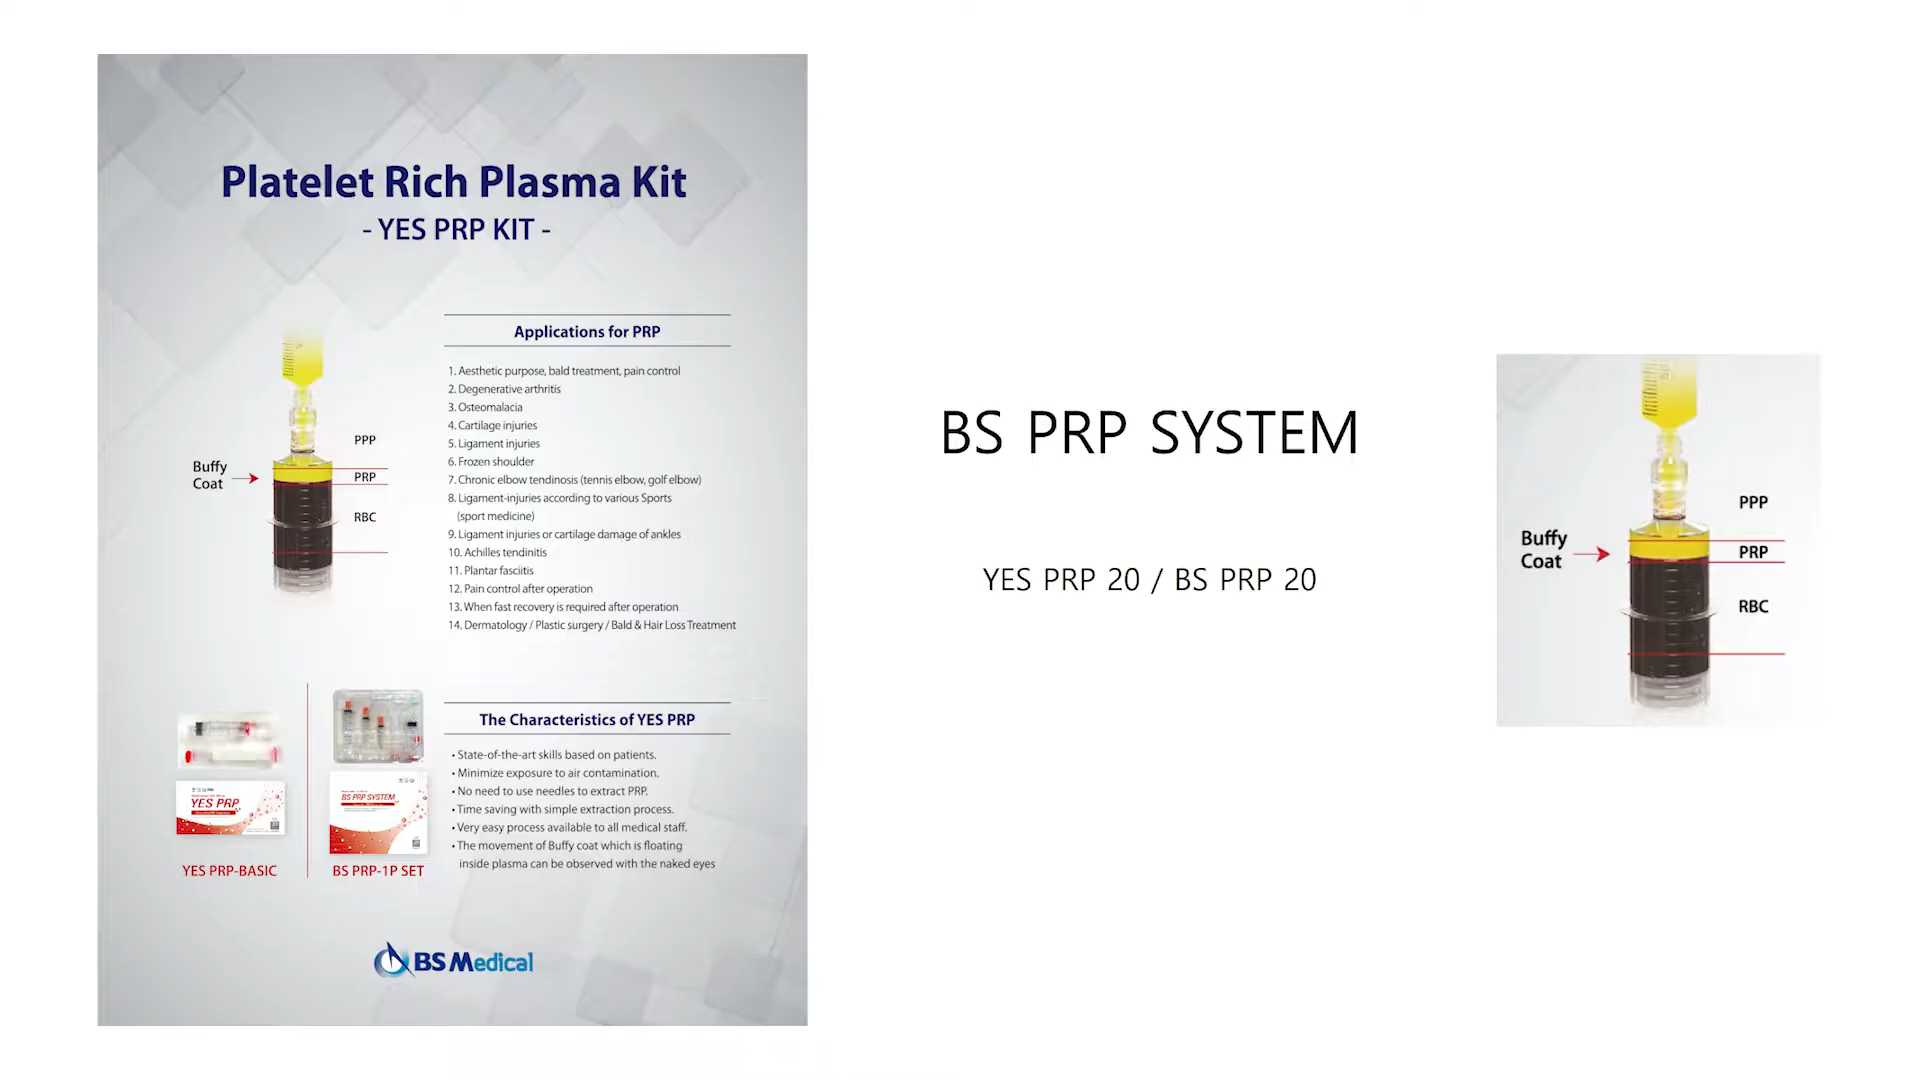 Platelet Rich Plasma Kit
- YES PRP KIT -
Applications for PRP
1. Aesthetic purpose, bald treatment, pain control
2. Degenerative arthritis
3. Osteomalacia
4. Cartilage injuries
5. Ligament injuries
6. Frozen shoulder
7. Chronic elbow tendinosis (tennis elbow, golf elbow)
8. Ligament-injuries according to various Sports
(sport medicine)
9. Ligament injuries or cartilage damage of ankles
10. Achilles tendinitis
11. Plantar fasciitis
12. Pain control after operation
13. When fast recovery is required after operation
14. Dermatology / Plastic surgery / Bald & Hair Loss Treatment
PPP
Buffy
Coat
PRP
RBC
The Characteristics of YES PRP
• State-of-the-art skills based on patients.
• Minimize exposure to air contamination.
• No need to use needles to extract PRP.
• Time saving with simple extraction process.
• Very easy process available to all medical staff.
• The movement of Buffy coat which is floating
inside plasma can be observed with the naked eyes
YES PRP
BS PRP SYSTEM
YES PRP-BASIC
BS PRP-1P SET
BS Medical
BS PRP SYSTEM
YES PRP 20 / BS PRP 20
PPP
Buffy
Coat
PRP
RBC